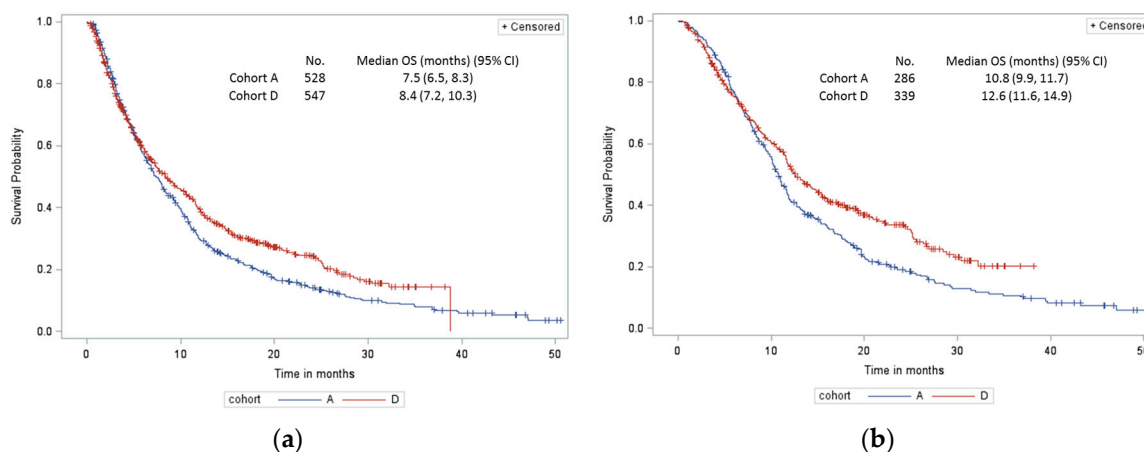 + Censored
No. Median OS (months) (95% CI)
Cohort A 528 7.5 (6.5, 8.3)
Cohort D 547 8.4 (7.2, 10.3)
Survival Probability
1.0
0.8
0.6
0.4
0.2
0.0
0 10 20 30 40 50
Time in months
cohort A D
(a)
+ Censored
No. Median OS (months) (95% CI)
Cohort A 286 10.8 (9.9, 11.7)
Cohort D 339 12.6 (11.6, 14.9)
Survival Probability
1.0
0.8
0.6
0.4
0.2
0.0
0 10 20 30 40 50
Time in months
cohort A D
(b)